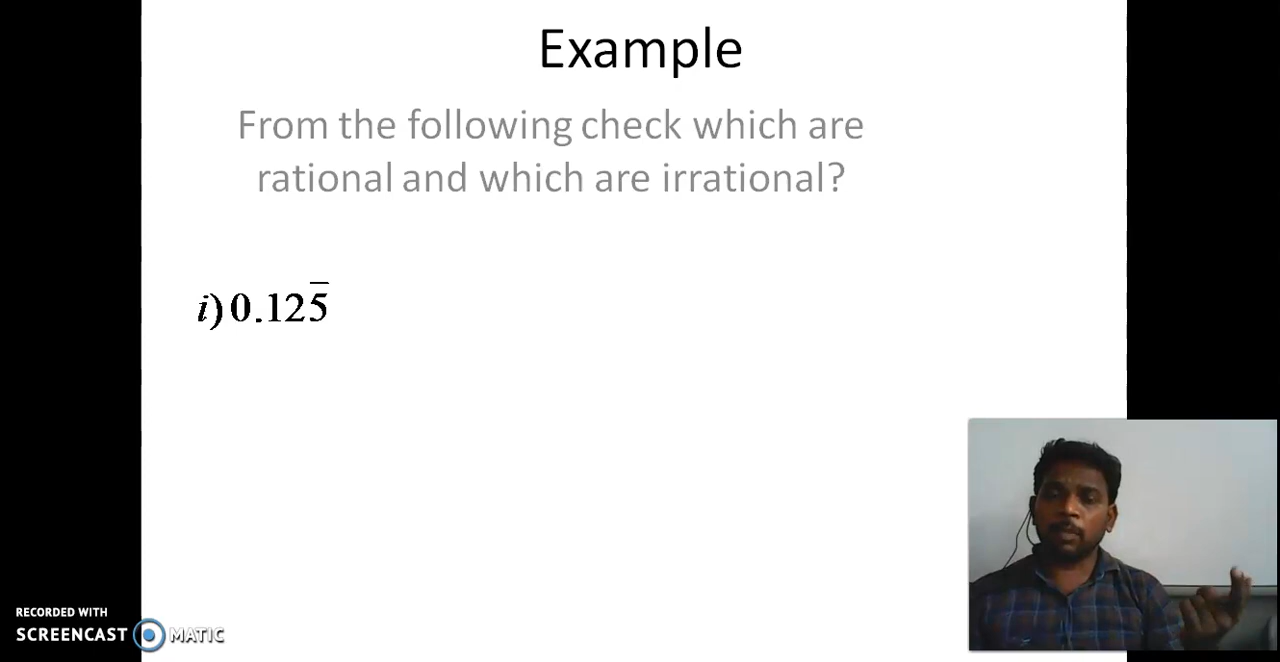 Example
From the following check which are
rational and which are irrational?
i) 0.125̅
RECORDED WITH
SCREENCAST MATIC